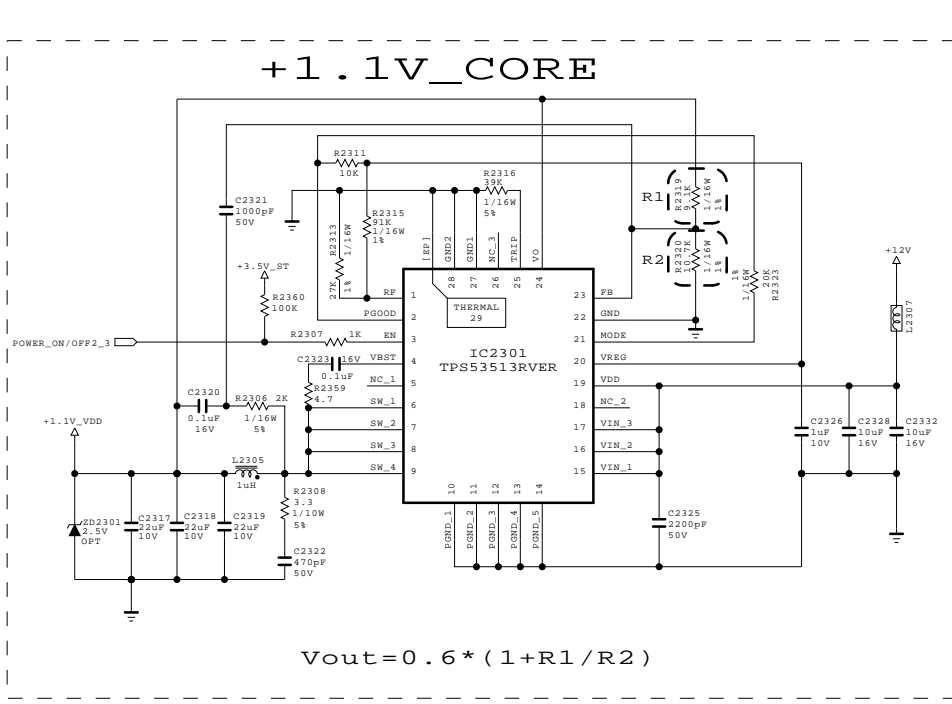 +1.1V_CORE
R2311
10K
R2316
39K
1/16W
5%
R1
R2319
9.1K
1/16W
1%
C2321
1000pF
50V
R2313
1/16W
27K
1%
R2315
91K
1/16W
1%
[EP]
GND2
GND1
NC_3
TRIP
VO
28
27
26
25
24
R2
R2320
10.7K
1/16W
1%
1%
1/16W
20K
R2323
+12V
L2307
+3.5V_ST
R2360
100K
THERMAL
29
RF
1
23
FB
PGOOD
2
22
GND
POWER_ON/OFF2_3
R2307
1K
EN
3
21
MODE
IC2301
TPS53513RVER
C2323
16V
0.1uF
VBST
4
20
VREG
R2359
4.7
NC_1
5
19
VDD
C2320
0.1uF
16V
R2306
2K
1/16W
5%
SW_1
6
18
NC_2
SW_2
7
17
VIN_3
SW_3
8
16
VIN_2
SW_4
9
15
VIN_1
C2326
1uF
10V
C2328
10uF
16V
C2332
10uF
16V
+1.1V_VDD
L2305
1uH
10
11
12
13
14
PGND_1
PGND_2
PGND_3
PGND_4
PGND_5
R2308
3.3
1/10W
5%
ZD2301
2.5V
OPT
C2317
22uF
10V
C2318
22uF
10V
C2319
22uF
10V
C2325
2200pF
50V
C2322
470pF
50V
Vout=0.6*(1+R1/R2)